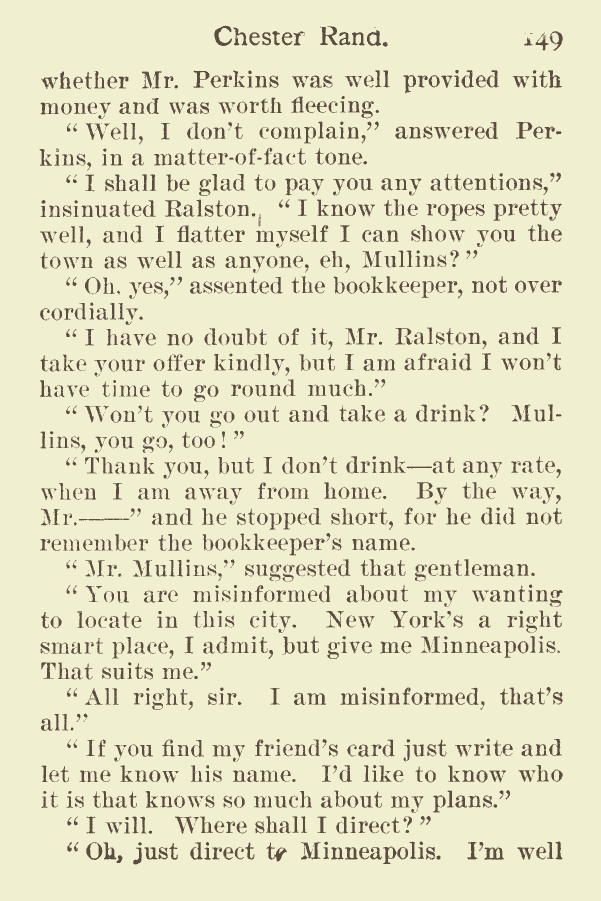 Chester Rand. 149
whether Mr. Perkins was well provided with
money and was worth fleecing.
“Well, I don’t complain,” answered Per-
kins, in a matter-of-fact tone.
“I shall be glad to pay you any attentions,”
insinuated Ralston. “I know the ropes pretty
well, and I flatter myself I can show you the
town as well as anyone, eh, Mullins?”
“Oh, yes,” assented the bookkeeper, not over
cordially.
“I have no doubt of it, Mr. Ralston, and I
take your offer kindly, but I am afraid I won’t
have time to go round much.”
“Won’t you go out and take a drink? Mul-
lins, you go, too!”
“Thank you, but I don’t drink—at any rate,
when I am away from home. By the way,
Mr.——” and he stopped short, for he did not
remember the bookkeeper’s name.
“Mr. Mullins,” suggested that gentleman.
“You are misinformed about my wanting
to locate in this city. New York’s a right
smart place, I admit, but give me Minneapolis.
That suits me.”
“All right, sir. I am misinformed, that’s
all.”
“If you find my friend’s card just write and
let me know his name. I’d like to know who
it is that knows so much about my plans.”
“I will. Where shall I direct?”
“Oh, just direct to Minneapolis. I’m well